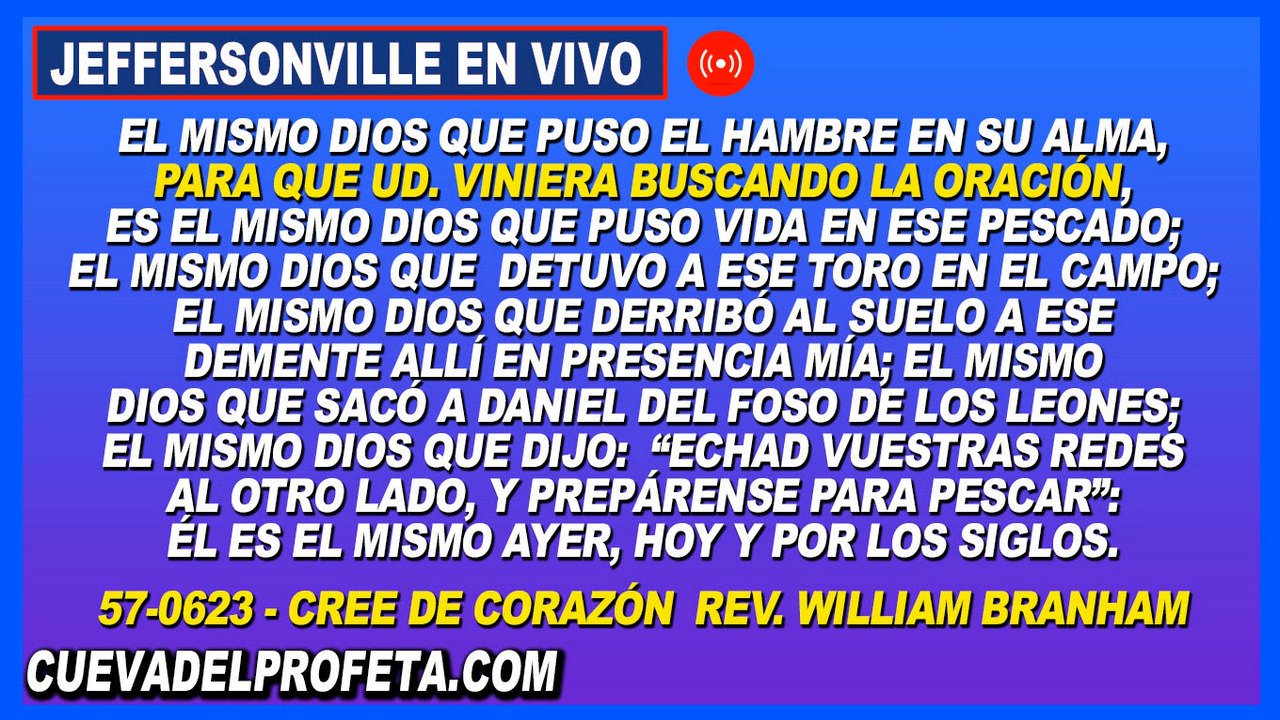 JEFFERSONVILLE EN VIVO
EL MISMO DIOS QUE PUSO EL HAMBRE EN SU ALMA,
PARA QUE UD. VINIERA BUSCANDO LA ORACIÓN,
ES EL MISMO DIOS QUE PUSO VIDA EN ESE PESCADO;
EL MISMO DIOS QUE DETUVO A ESE TORO EN EL CAMPO;
EL MISMO DIOS QUE DERRIBÓ AL SUELO A ESE
DEMENTE ALLÍ EN PRESENCIA MÍA; EL MISMO
DIOS QUE SACÓ A DANIEL DEL FOSO DE LOS LEONES;
EL MISMO DIOS QUE DIJO: “ECHAD VUESTRAS REDES
AL OTRO LADO, Y PREPÁRENSE PARA PESCAR”:
ÉL ES EL MISMO AYER, HOY Y POR LOS SIGLOS.
57-0623 - CREE DE CORAZÓN REV. WILLIAM BRANHAM
CUEVADELPROFETA.COM